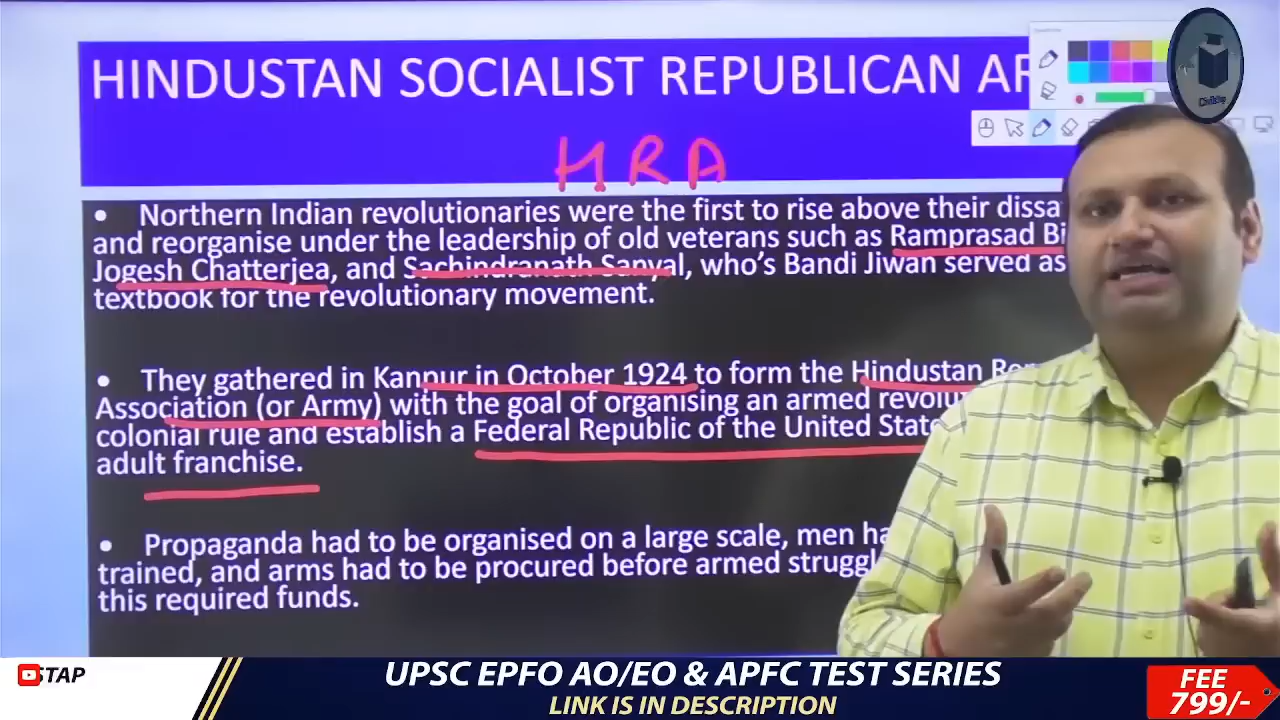 HINDUSTAN SOCIALIST REPUBLICAN AR
HRA
• Northern Indian revolutionaries were the first to rise above their dissa
and reorganise under the leadership of old veterans such as Ramprasad Bi
Jogesh Chatterjea, and Sachindranath Sanyal, who's Bandi Jiwan served as
textbook for the revolutionary movement.
• They gathered in Kanpur in October 1924 to form the Hindustan Rep
Association (or Army) with the goal of organising an armed revolu
colonial rule and establish a Federal Republic of the United State
adult franchise.
• Propaganda had to be organised on a large scale, men ha
trained, and arms had to be procured before armed struggl
this required funds.
STAP
UPSC EPFO AO/EO & APFC TEST SERIES
LINK IS IN DESCRIPTION
FEE
799/-